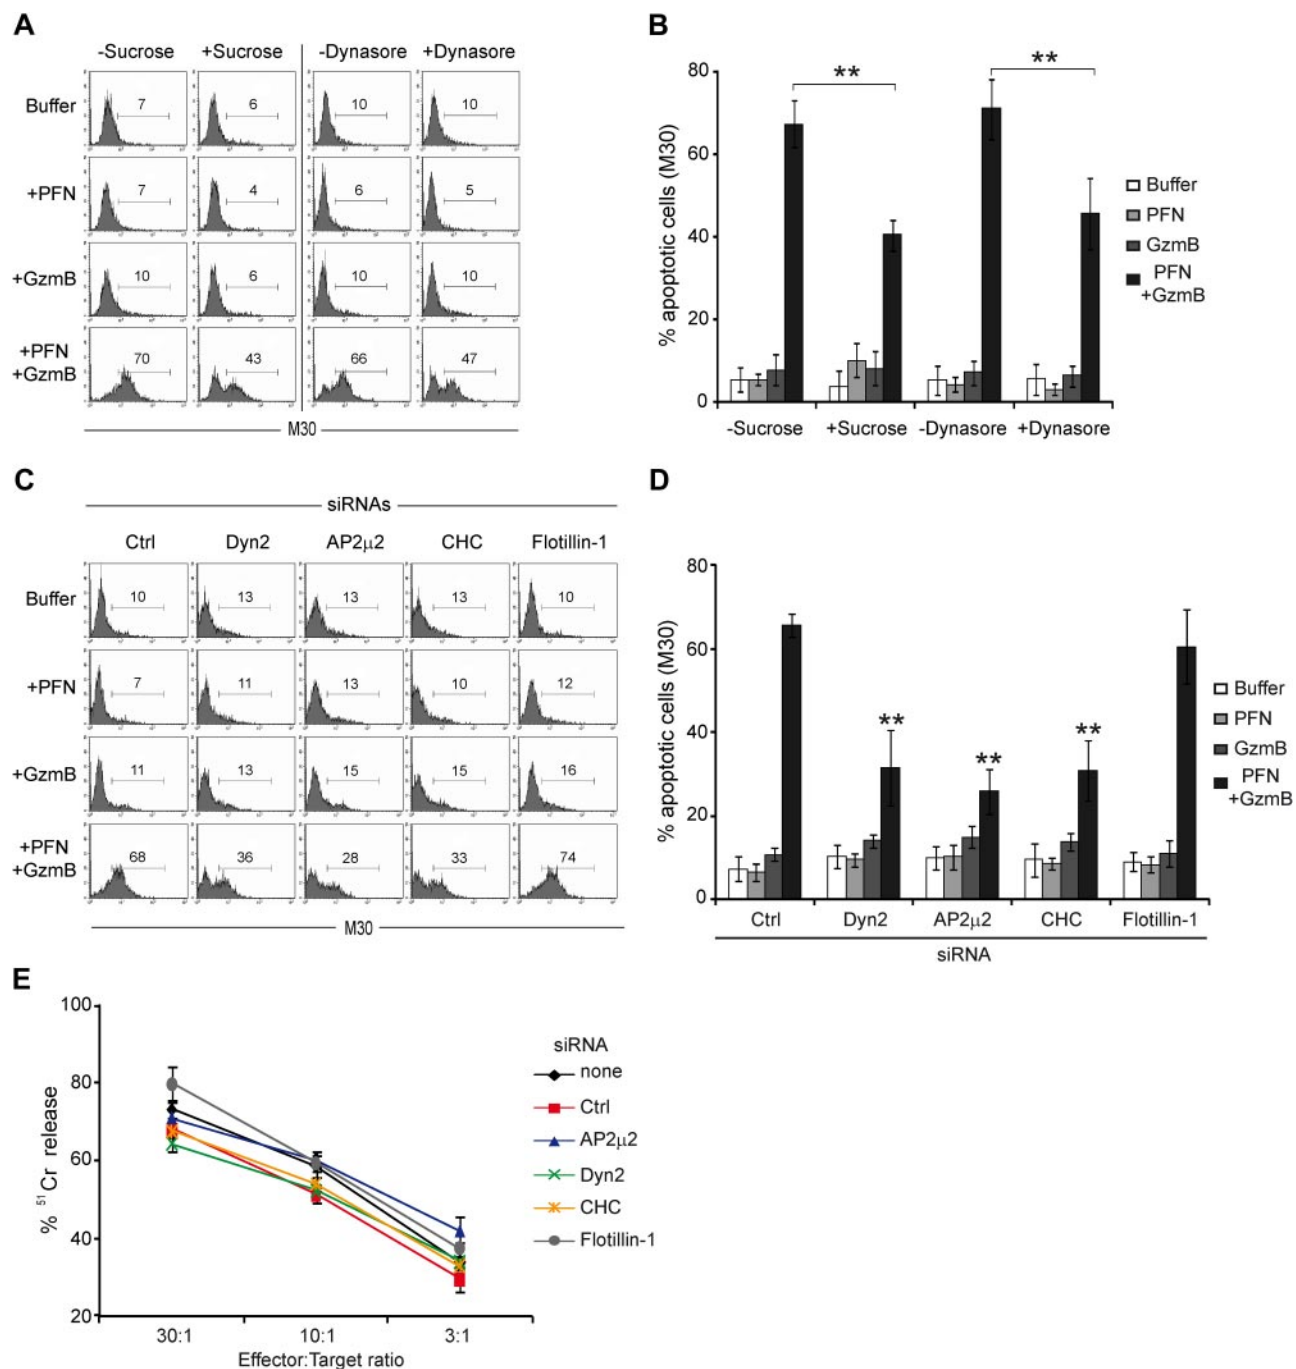 A
-Sucrose +Sucrose -Dynasore +Dynasore
Buffer 7 6 10 10
+PFN 7 4 6 5
+GzmB 10 6 10 10
+PFN
+GzmB 70 43 66 47
M30
B
% apoptotic cells (M30)
80
60
40
20
0
** **
-Sucrose +Sucrose -Dynasore +Dynasore
Buffer
PFN
GzmB
PFN
+GzmB
C
siRNAs
Ctrl Dyn2 AP2μ2 CHC Flotillin-1
Buffer 10 13 13 13 10
+PFN 7 11 13 10 12
+GzmB 11 13 15 15 16
+PFN
+GzmB 68 36 28 33 74
M30
D
% apoptotic cells (M30)
80
60
40
20
0
** ** **
Ctrl Dyn2 AP2μ2 CHC Flotillin-1
siRNA
Buffer
PFN
GzmB
PFN
+GzmB
E
% 51Cr release
100
80
60
40
20
30:1 10:1 3:1
Effector:Target ratio
siRNA
none
Ctrl
AP2μ2
Dyn2
CHC
Flotillin-1